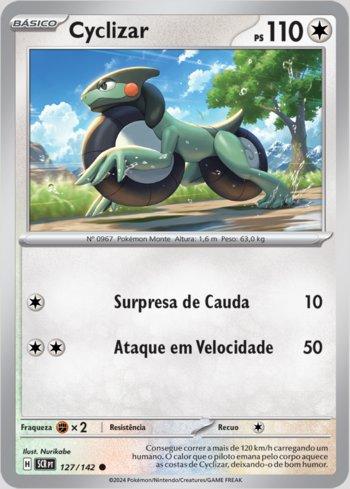 BÁSICO
Cyclizar
PS 110
Nº 0967 Pokémon Monte Altura: 1,6 m Peso: 63,0 kg
Surpresa de Cauda 10
Ataque em Velocidade 50
Fraqueza ×2 Resistência Recuo
Ilust. Nurikabe
H SCR PT 127/142
Consegue correr a mais de 120 km/h carregando um
humano. O calor que o piloto emana pelo corpo aquece
as costas de Cyclizar, deixando-o de bom humor.
©2024 Pokémon/Nintendo/Creatures/GAME FREAK